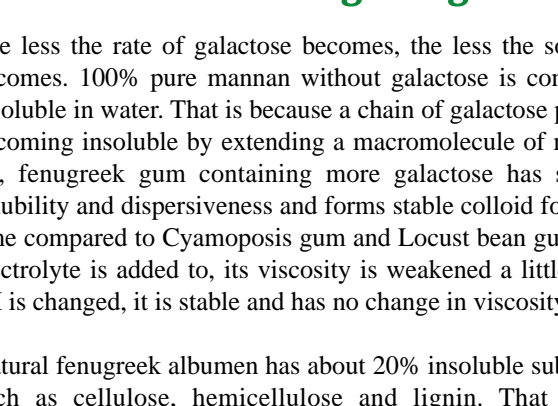 e less the rate of galactose becomes, the less the so
comes. 100% pure mannan without galactose is con
oluble in water. That is because a chain of galactose p
coming insoluble by extending a macromolecule of
, fenugreek gum containing more galactose has s
ubility and dispersiveness and forms stable colloid fo
ne compared to Cyamoposis gum and Locust bean gu
ctrolyte is added to, its viscosity is weakened a littl
is changed, it is stable and has no change in viscosity
atural fenugreek albumen has about 20% insoluble sub
ch as cellulose, hemicellulose and lignin. That